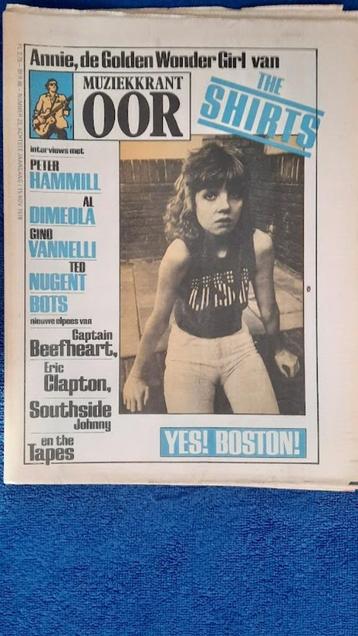 Annie, de Golden Wonder Girl van
THE
SHIRTS
MUZIEKKRANT
OOR
interviews met
PETER
HAMMILL
AL
DIMEOLA
GINO
VANNELLI
TED
NUGENT
BOTS
nieuwe elpees van
Captain
Beefheart,
Eric
Clapton,
Southside
Johnny
en the
Tapes
YES! BOSTON!